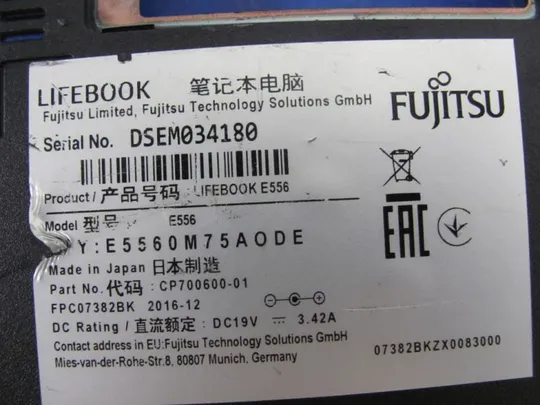 LIFEBOOK 笔记本电脑
Fujitsu Limited, Fujitsu Technology Solutions GmbH
FUJITSU
Serial No. DSEM034180
Product / 产品号码 : LIFEBOOK E556
Model 型号 E556
Y:E5560M75AODE
EAC
Made in Japan 日本制造
Part No. 代码 : CP700600-01
FPC07382BK 2016-12
DC Rating / 直流额定 : DC19V ⎓ 3.42A
Contact address in EU:Fujitsu Technology Solutions GmbH
Mies-van-der-Rohe-Str.8, 80807 Munich, Germany
07382BKZX0083000